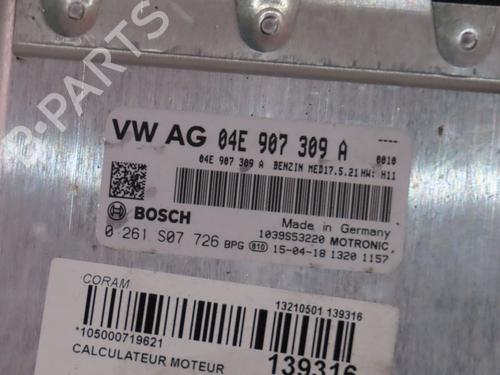 B-PARTS
VW AG 04E 907 309 A ----
04E 907 309 A BENZIN MED17.5.21 HW: H11 0010
BOSCH Made in Germany
1039S53220 MOTRONIC
0 261 S07 726 BPG 810 15-04-18 1320 1157
CORAM 13210501 139316
*105000719621
CALCULATEUR MOTEUR 139316